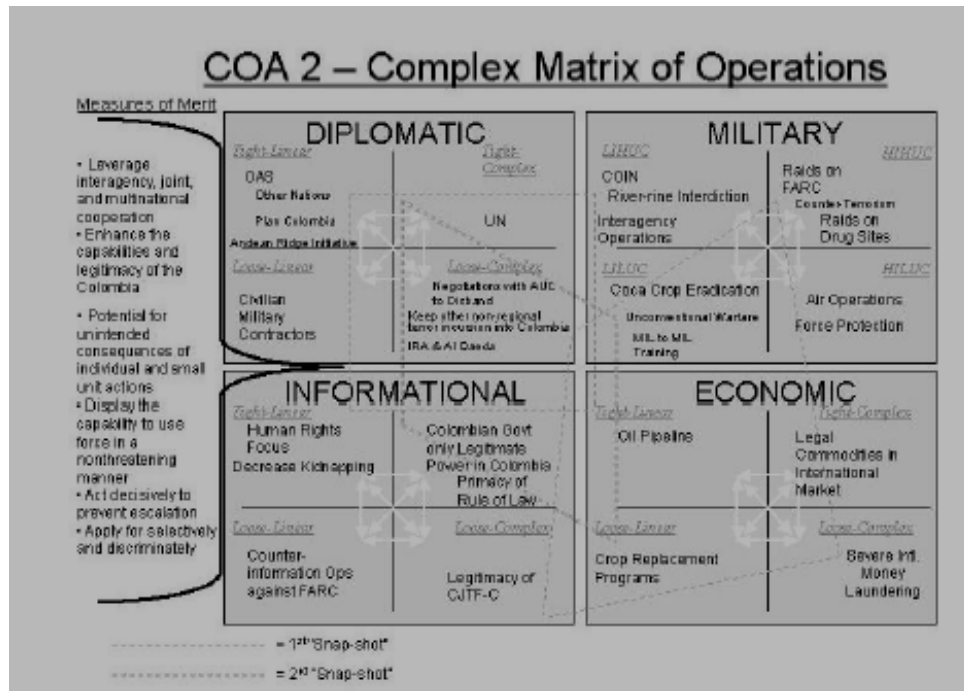 COA 2 – Complex Matrix of Operations
Measures of Merit
• Leverage
interagency, joint,
and multinational
cooperation
• Enhance the
capabilities and
legitimacy of the
Colombia
• Potential for
unintended
consequences of
individual and small
unit actions
• Display the
capability to use
force in a
nonthreatening
manner
• Act decisively to
prevent escalation
• Apply for selectively
and discriminately
DIPLOMATIC
Tight-Linear
OAS
Other Nations
Plan Colombia
Andean Ridge Initiative
Tight-
Complex
UN
Loose-Linear
Civilian
Military
Contractors
Loose-Complex
Negotiations with AUC
to Disband
Keep other non-regional
terror incursion into Colombia
IRA & Al Qaeda
MILITARY
LIHUC
COIN
River-rine Interdiction
Interagency
Operations
HIHUC
Raids on
FARC
Counter-Terrorism
Raids on
Drug Sites
LILUC
Coca Crop Eradication
Unconventional Warfare
MIL to MIL
Training
HILUC
Air Operations
Force Protection
INFORMATIONAL
Tight-Linear
Human Rights
Focus
Decrease Kidnapping
Colombian Govt
only Legitimate
Power in Colombia
Primacy of
Rule of Law
Loose-Linear
Counter-
information Ops
against FARC
Loose-Complex
Legitimacy of
CJTF-C
ECONOMIC
Tight-Linear
Oil Pipeline
Tight-Complex
Legal
Commodities in
International
Market
Loose-Linear
Crop Replacement
Programs
Loose-Complex
Severe Intl.
Money
Laundering
= 1st "Snap-shot"
= 2nd "Snap-shot"